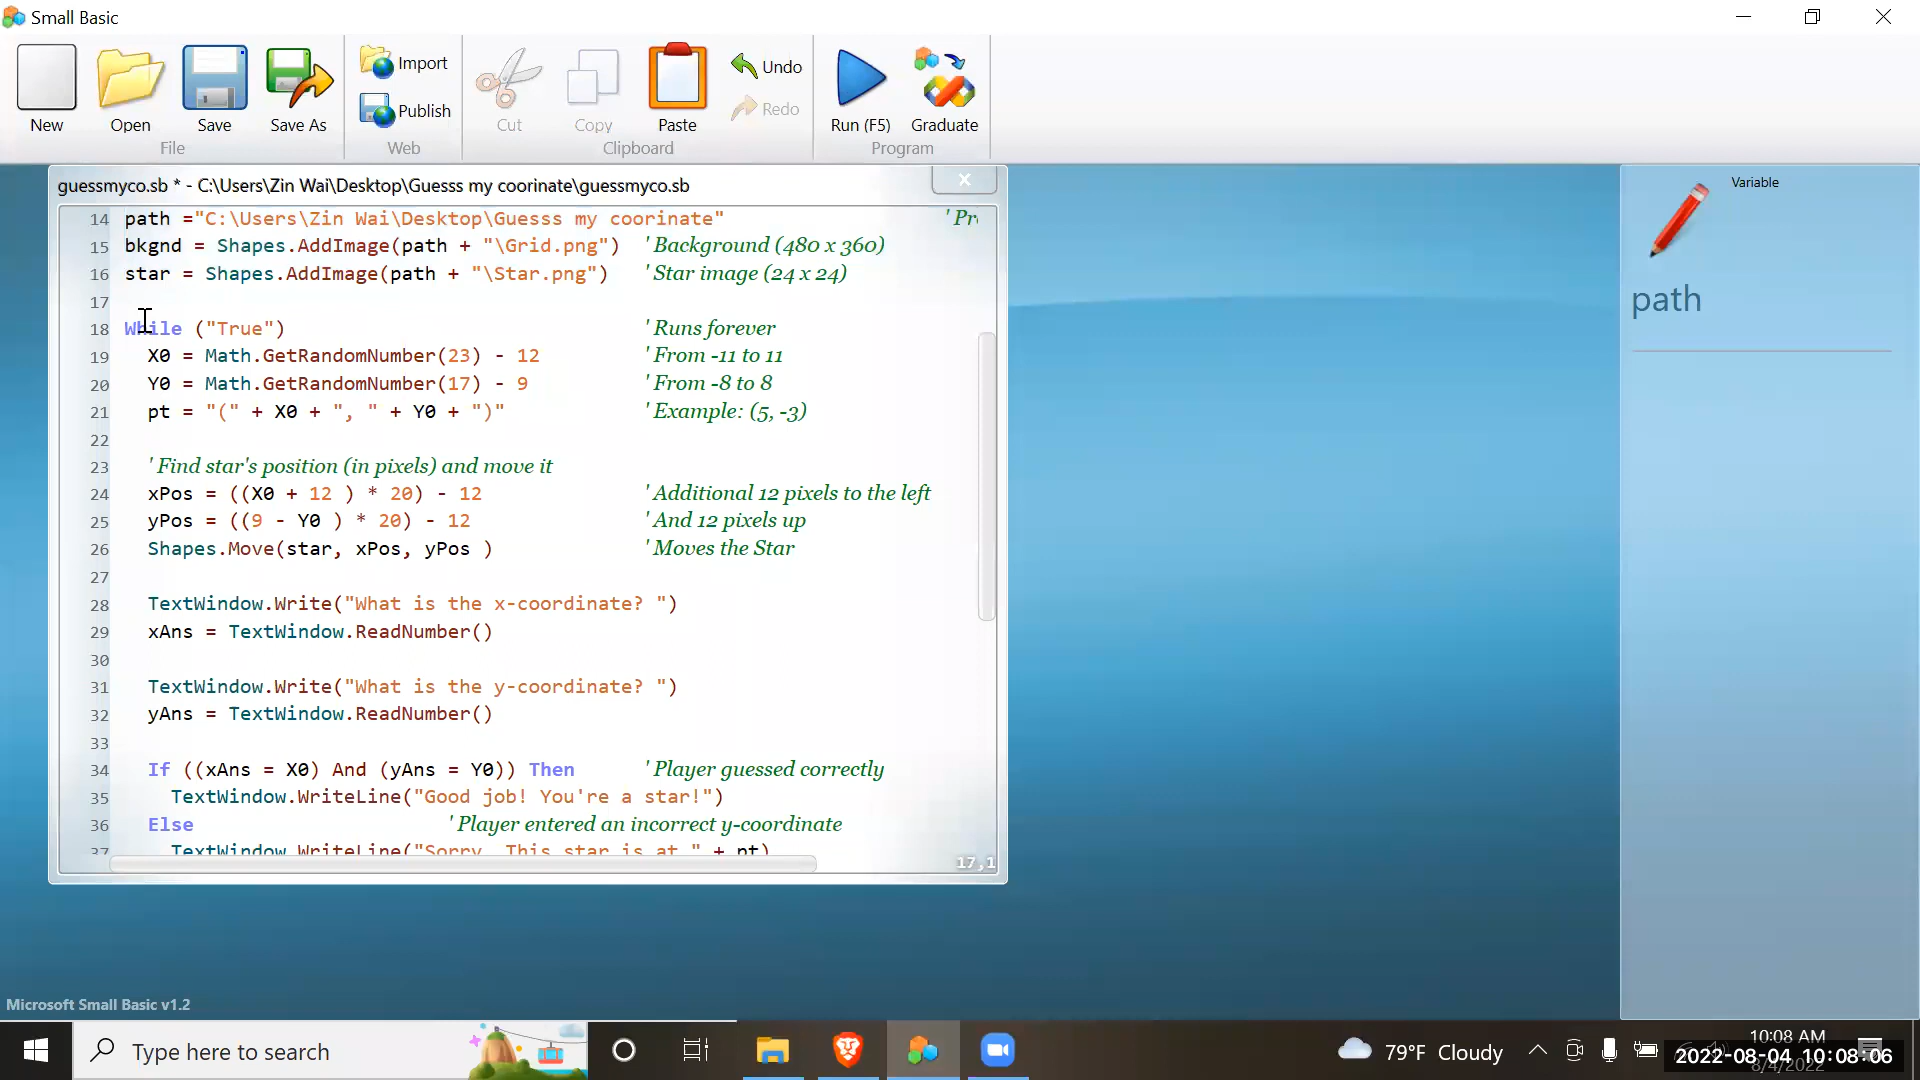 Small Basic
New
Open
Save
Save As
Import
Publish
Cut
Copy
Paste
Undo
Redo
Run (F5)
Graduate
File
Web
Clipboard
Program
guessmyco.sb * - C:\Users\Zin Wai\Desktop\Guesss my coorinate\guessmyco.sb
14 path ="C:\Users\Zin Wai\Desktop\Guesss my coorinate" ' Pr
15 bkgnd = Shapes.AddImage(path + "\Grid.png") ' Background (480 x 360)
16 star = Shapes.AddImage(path + "\Star.png") ' Star image (24 x 24)
17
18 While ("True") ' Runs forever
19 X0 = Math.GetRandomNumber(23) - 12 ' From -11 to 11
20 Y0 = Math.GetRandomNumber(17) - 9 ' From -8 to 8
21 pt = "(" + X0 + ", " + Y0 + ")" ' Example: (5, -3)
22
23 ' Find star's position (in pixels) and move it
24 xPos = ((X0 + 12 ) * 20) - 12 ' Additional 12 pixels to the left
25 yPos = ((9 - Y0 ) * 20) - 12 ' And 12 pixels up
26 Shapes.Move(star, xPos, yPos ) ' Moves the Star
27
28 TextWindow.Write("What is the x-coordinate? ")
29 xAns = TextWindow.ReadNumber()
30
31 TextWindow.Write("What is the y-coordinate? ")
32 yAns = TextWindow.ReadNumber()
33
34 If ((xAns = X0) And (yAns = Y0)) Then ' Player guessed correctly
35 TextWindow.WriteLine("Good job! You're a star!")
36 Else ' Player entered an incorrect y-coordinate
37 TextWindow.WriteLine("Sorry. This star is at " + pt)
17,1
Variable
path
Microsoft Small Basic v1.2
Type here to search
79°F Cloudy
10:08 AM
8/4/2022
2022-08-04 10:08:06